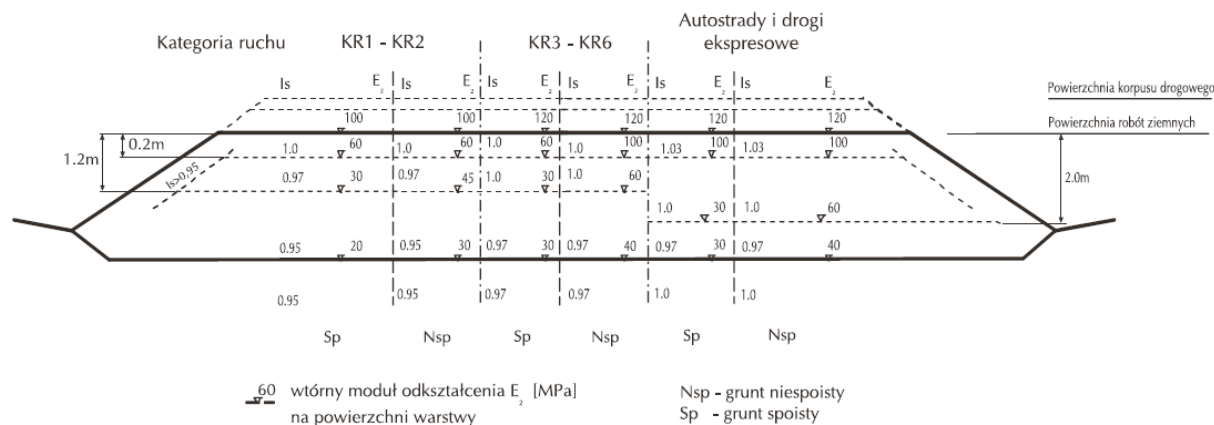 Autostrady i drogi
ekspresowe
Kategoria ruchu KR1 - KR2 KR3 - KR6
Is E₂ Is E₂ Is E₂ Is E₂ Is E₂ Is E₂
Powierzchnia korpusu drogowego
100 100 120 120 120 120
Powierzchnia robót ziemnych
0.2m 1.0 60 1.0 60 1.0 60 1.0 100 1.03 100 1.03 100
1.2m
Is>0,95 0.97 30 0.97 45 1.0 30 1.0 60
2.0m
1.0 30 1.0 60
0.95 20 0.95 30 0.97 30 0.97 40 0.97 30 0.97 40
0.95 0.95 0.97 0.97 1.0 1.0
Sp Nsp Sp Nsp Sp Nsp
60 wtórny moduł odkształcenia E₂ [MPa]
na powierzchni warstwy
Nsp - grunt niespoisty
Sp - grunt spoisty